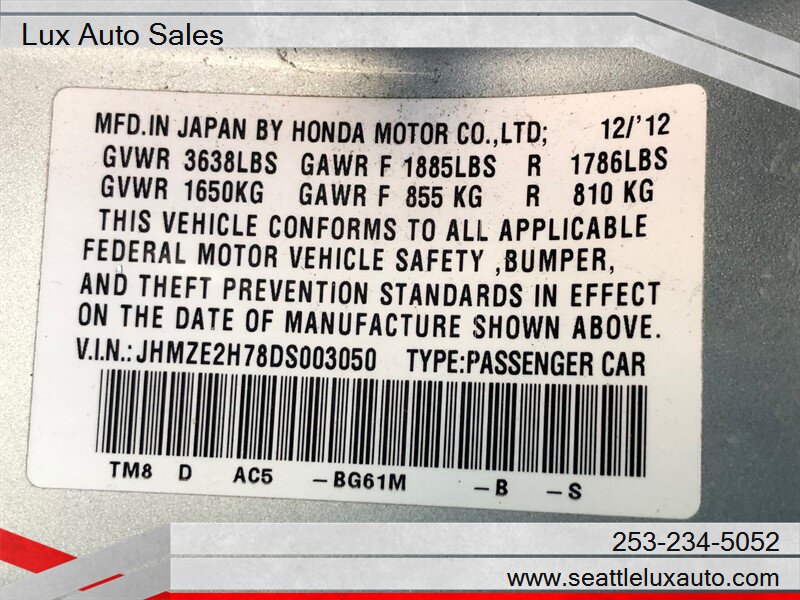 Lux Auto Sales
MFD.IN JAPAN BY HONDA MOTOR CO.,LTD; 12/'12
GVWR 3638LBS GAWR F 1885LBS R 1786LBS
GVWR 1650KG GAWR F 855 KG R 810 KG
THIS VEHICLE CONFORMS TO ALL APPLICABLE
FEDERAL MOTOR VEHICLE SAFETY ,BUMPER,
AND THEFT PREVENTION STANDARDS IN EFFECT
ON THE DATE OF MANUFACTURE SHOWN ABOVE.
V.I.N.:JHMZE2H78DS003050 TYPE:PASSENGER CAR
TM8 D AC5 -BG61M -B -S
253-234-5052
www.seattleluxauto.com